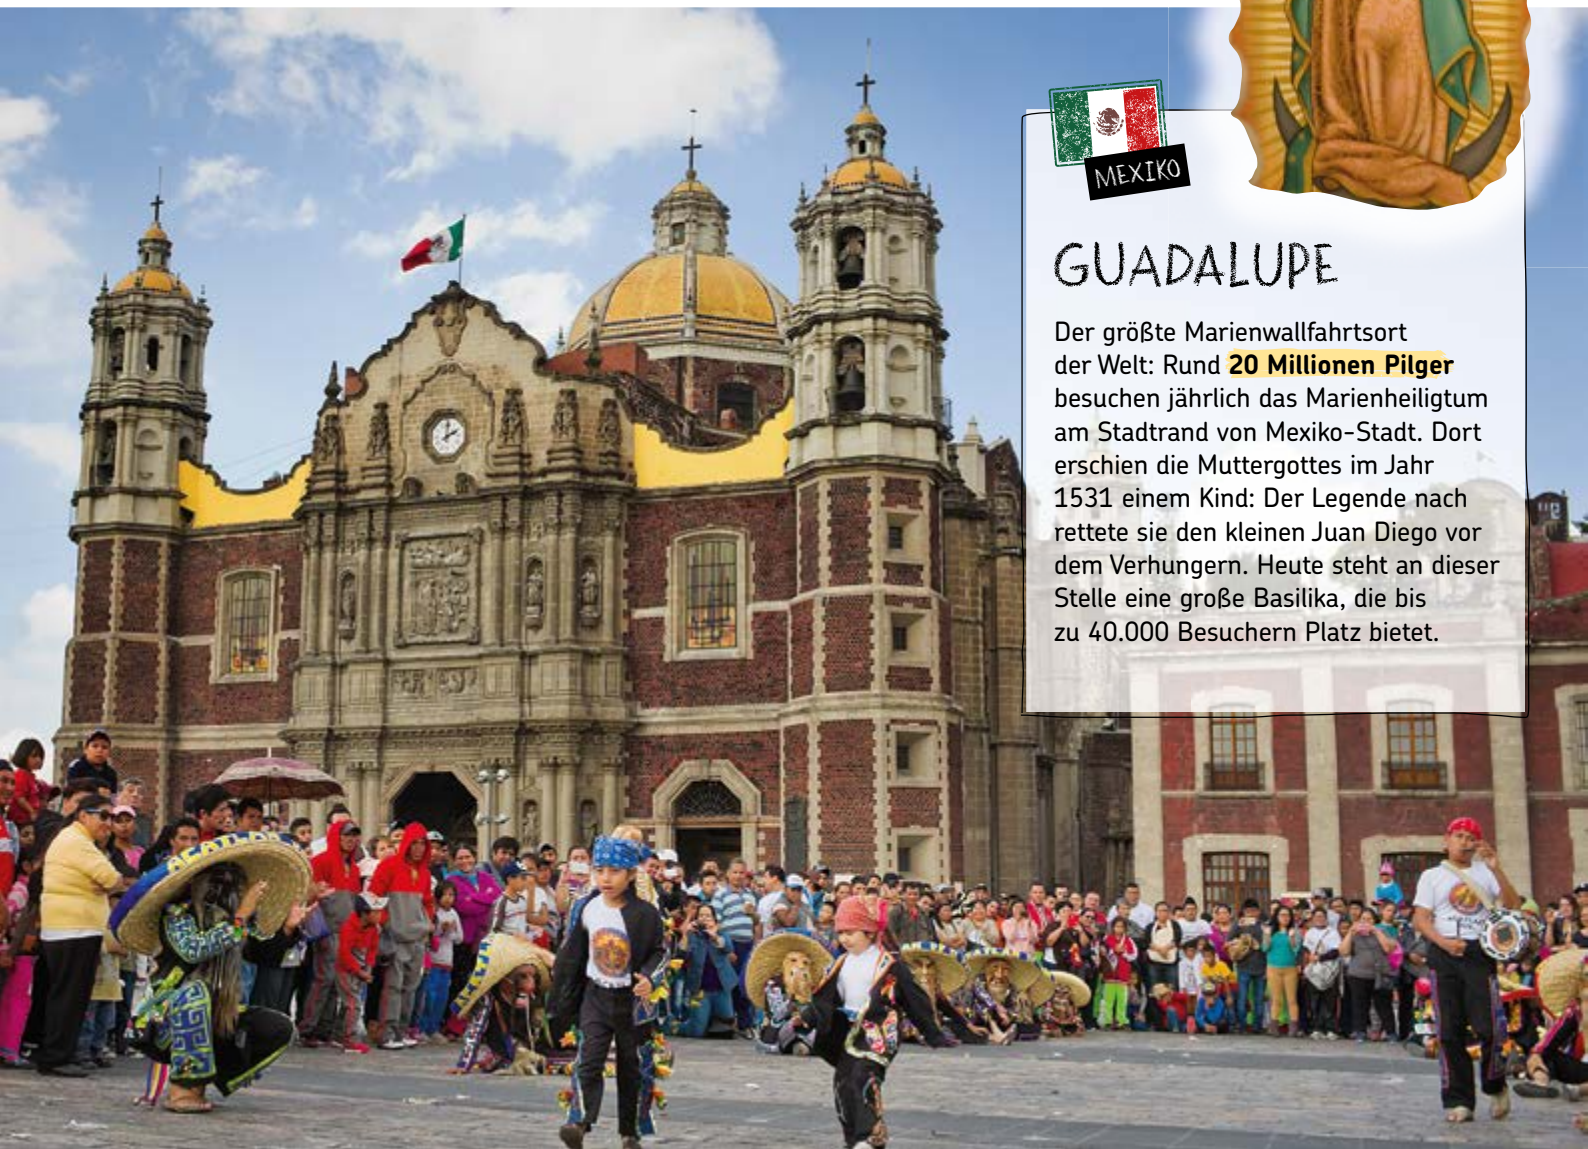 MEXIKO
GUADALUPE
Der größte Marienwallfahrtsort
der Welt: Rund 20 Millionen Pilger
besuchen jährlich das Marienheiligtum
am Stadtrand von Mexiko-Stadt. Dort
erschien die Muttergottes im Jahr
1531 einem Kind: Der Legende nach
rettete sie den kleinen Juan Diego vor
dem Verhungern. Heute steht an dieser
Stelle eine große Basilika, die bis
zu 40.000 Besuchern Platz bietet.
ACATLAN